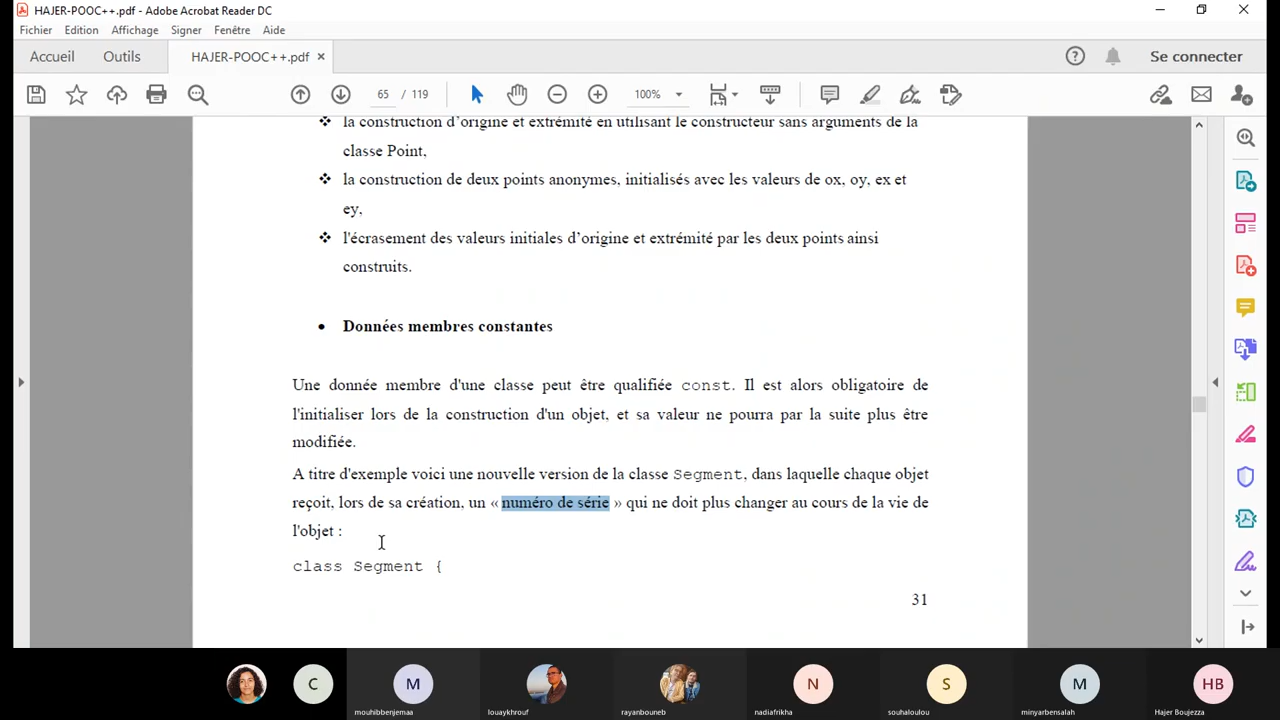 HAJER-POOC++.pdf - Adobe Acrobat Reader DC
Fichier Edition Affichage Signer Fenêtre Aide
Accueil Outils HAJER-POOC++.pdf × Se connecter
65 / 119 100%
la construction d'origine et extrémité en utilisant le constructeur sans arguments de la
classe Point,
la construction de deux points anonymes, initialisés avec les valeurs de ox, oy, ex et
ey,
l'écrasement des valeurs initiales d'origine et extrémité par les deux points ainsi
construits.
• Données membres constantes
Une donnée membre d'une classe peut être qualifiée const. Il est alors obligatoire de
l'initialiser lors de la construction d'un objet, et sa valeur ne pourra par la suite plus être
modifiée.
A titre d'exemple voici une nouvelle version de la classe Segment, dans laquelle chaque objet
reçoit, lors de sa création, un « numéro de série » qui ne doit plus changer au cours de la vie de
l'objet :
class Segment {
31
C M N S M HB
mouhibbenjemaa louaykhrouf rayanbouneb nadiafrikha souhaloulou minyarbensalah Hajer Boujezza